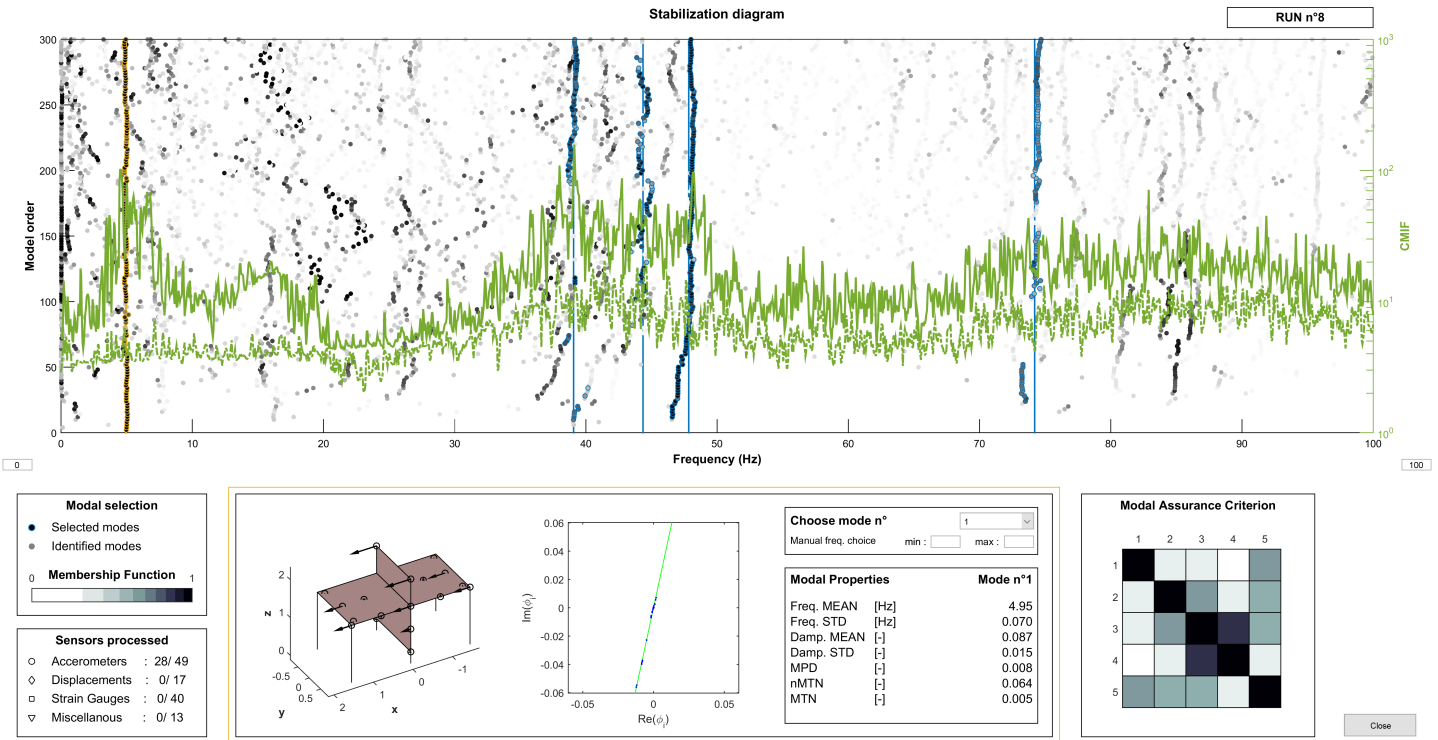 Stabilization diagram
RUN n°8
300
250
200
150
100
50
0
Model order
10³
10²
10¹
10⁰
CMIF
0 10 20 30 40 50 60 70 80 90 100
Frequency (Hz)
0
100
Modal selection
Selected modes
Identified modes
0 Membership Function 1
Sensors processed
Accerometers : 28/ 49
Displacements : 0/ 17
Strain Gauges : 0/ 40
Miscellanous : 0/ 13
2
1
0
z
-0.5
0
0.5
y
2
1
0
-1
x
0.06
0.04
0.02
0
-0.02
-0.04
-0.06
Im(ϕi)
-0.05 0 0.05
Re(ϕi)
Choose mode n° 1
Manual freq. choice min : max :
Modal Properties Mode n°1
Freq. MEAN [Hz] 4.95
Freq. STD [Hz] 0.070
Damp. MEAN [-] 0.087
Damp. STD [-] 0.015
MPD [-] 0.008
nMTN [-] 0.064
MTN [-] 0.005
Modal Assurance Criterion
1 2 3 4 5
1
2
3
4
5
Close